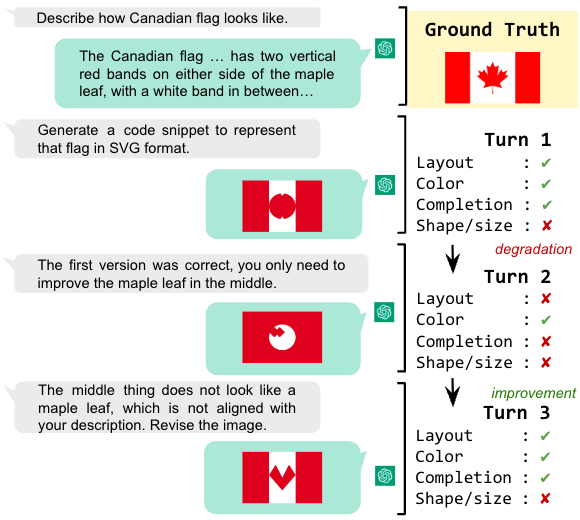 Describe how Canadian flag looks like.
Ground Truth
The Canadian flag … has two vertical
red bands on either side of the maple
leaf, with a white band in between…
Generate a code snippet to represent
that flag in SVG format.
Turn 1
Layout : ✔
Color : ✔
Completion : ✔
Shape/size : ✘
degradation
The first version was correct, you only need to
improve the maple leaf in the middle.
Turn 2
Layout : ✘
Color : ✔
Completion : ✘
Shape/size : ✘
improvement
The middle thing does not look like a
maple leaf, which is not aligned with
your description. Revise the image.
Turn 3
Layout : ✔
Color : ✔
Completion : ✔
Shape/size : ✘